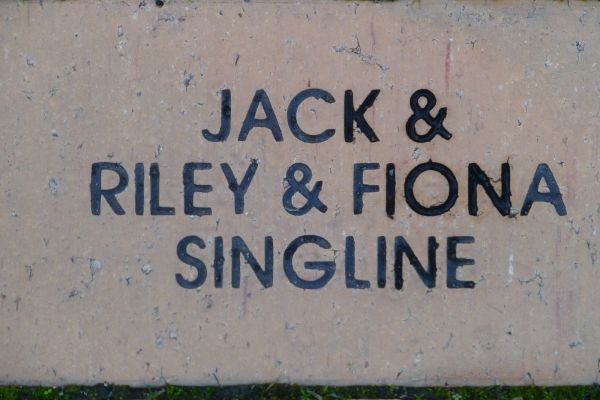 JACK &
RILEY & FIONA
SINGLINE